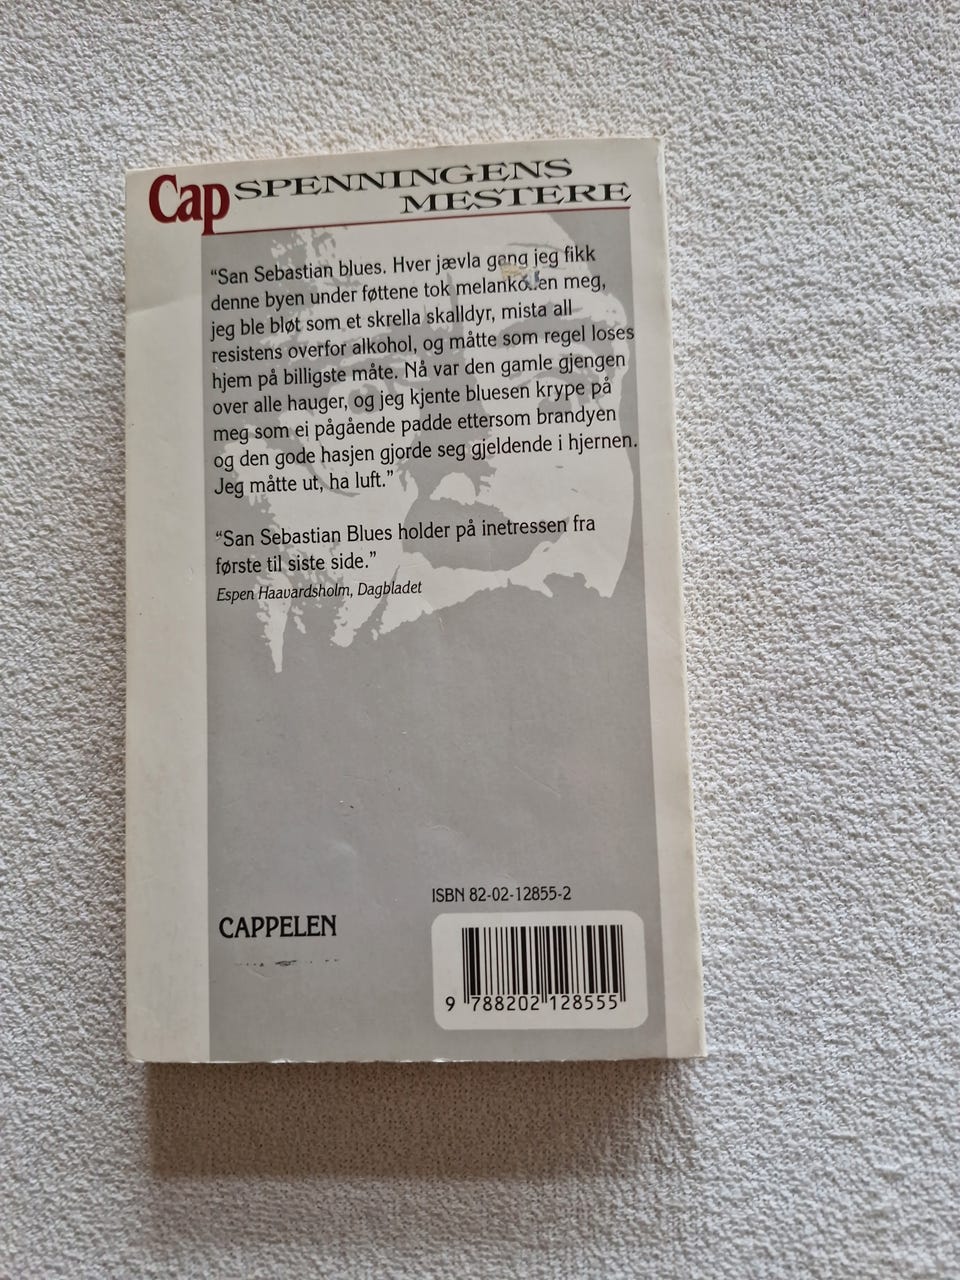 Cap SPENNINGENS
MESTERE
“San Sebastian blues. Hver jævla gang jeg fikk
denne byen under føttene tok melankolien meg,
jeg ble bløt som et skrella skalldyr, mista all
resistens overfor alkohol, og måtte som regel loses
hjem på billigste måte. Nå var den gamle gjengen
over alle hauger, og jeg kjente bluesen krype på
meg som ei pågående padde ettersom brandyen
og den gode hasjen gjorde seg gjeldende i hjernen.
Jeg måtte ut, ha luft.”
“San Sebastian Blues holder på inetressen fra
første til siste side.”
Espen Haavardsholm, Dagbladet
ISBN 82-02-12855-2
CAPPELEN
9 788202 128555